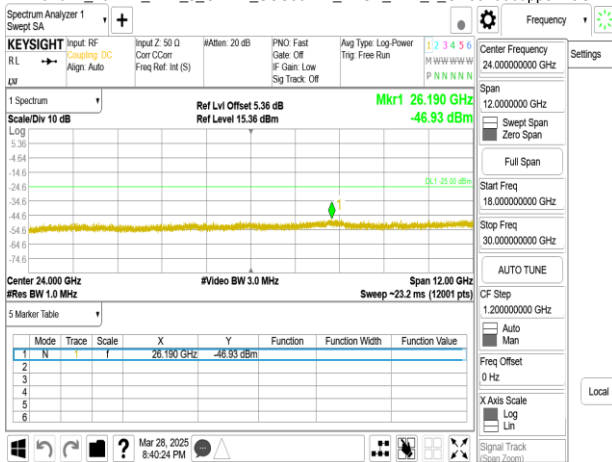 Spectrum Analyzer 1
Swept SA
+
Frequency
KEYSIGHT
RL
Input: RF
Coupling: DC
Align: Auto
Input Z: 50 Ω
Corr CCorr
Freq Ref: Int (S)
#Atten: 20 dB
PNO: Fast
Gate: Off
IF Gain: Low
Sig Track: Off
Avg Type: Log-Power
Trig: Free Run
1 2 3 4 5 6
M W W W W W
P N N N N N
Center Frequency
24.000000000 GHz
Settings
Span
12.0000000 GHz
Swept Span
Zero Span
Full Span
Start Freq
18.000000000 GHz
Stop Freq
30.000000000 GHz
AUTO TUNE
CF Step
1.200000000 GHz
Auto
Man
Freq Offset
0 Hz
X Axis Scale
Log
Lin
Local
Signal Track
(Span Zoom)
1 Spectrum
Scale/Div 10 dB
Ref Lvl Offset 5.36 dB
Ref Level 15.36 dBm
Mkr1 26.190 GHz
-46.93 dBm
Log
5.36
-4.64
-14.6
-24.6
-34.6
-44.6
-54.6
-64.6
-74.6
DL1 -25.00 dBm
1
Center 24.000 GHz
#Res BW 1.0 MHz
#Video BW 3.0 MHz
Span 12.00 GHz
Sweep ~23.2 ms (12001 pts)
5 Marker Table
Mode Trace Scale X Y Function Function Width Function Value
1 N 1 f 26.190 GHz -46.93 dBm
2
3
4
5
6
?
Mar 28, 2025
8:40:24 PM